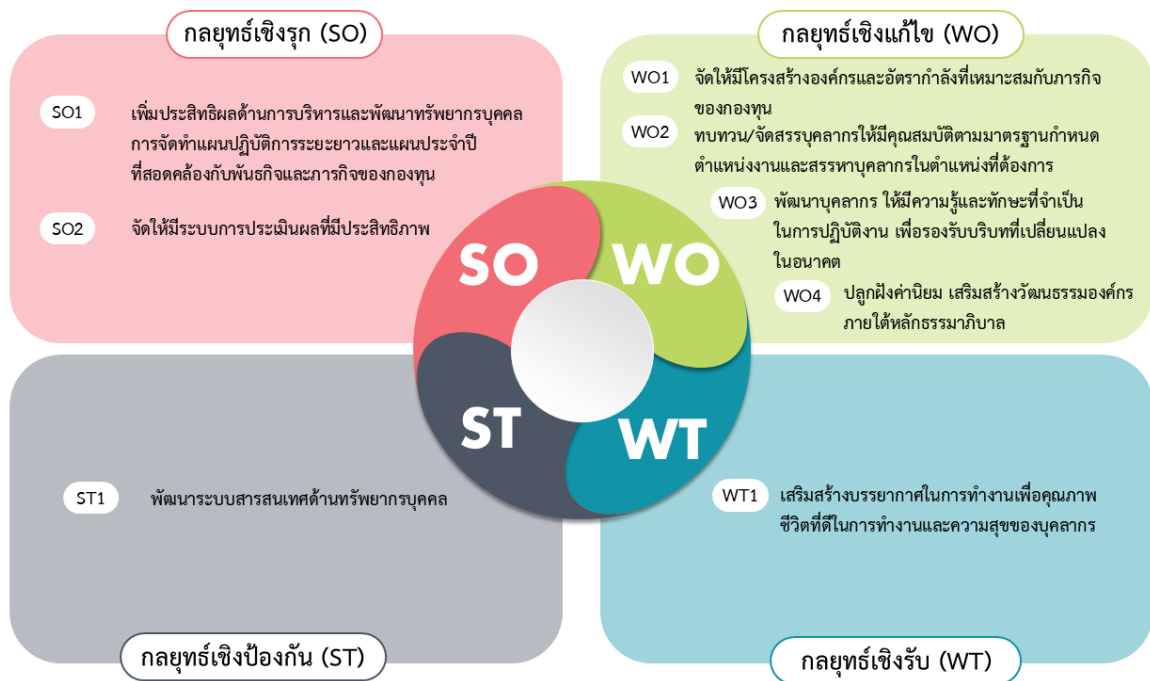 กลยุทธ์เชิงรุก (SO)
SO1
เพิ่มประสิทธิผลด้านการบริหารและพัฒนาทรัพยากรบุคคล
การจัดทำแผนปฏิบัติการระยะยาวและแผนประจำปี
ที่สอดคล้องกับพันธกิจและภารกิจของกองทุน
SO2
จัดให้มีระบบการประเมินผลที่มีประสิทธิภาพ
กลยุทธ์เชิงแก้ไข (WO)
WO1
จัดให้มีโครงสร้างองค์กรและอัตรากำลังที่เหมาะสมกับภารกิจ
ของกองทุน
WO2
ทบทวน/จัดสรรบุคลากรให้มีคุณสมบัติตามมาตรฐานกำหนด
ตำแหน่งงานและสรรหาบุคลากรในตำแหน่งที่ต้องการ
WO3
พัฒนาบุคลากร ให้มีความรู้และทักษะที่จำเป็น
ในการปฏิบัติงาน เพื่อรองรับบริบทที่เปลี่ยนแปลง
ในอนาคต
WO4
ปลูกฝังค่านิยม เสริมสร้างวัฒนธรรมองค์กร
ภายใต้หลักธรรมาภิบาล
SO
WO
ST
WT
ST1
พัฒนาระบบสารสนเทศด้านทรัพยากรบุคคล
กลยุทธ์เชิงป้องกัน (ST)
WT1
เสริมสร้างบรรยากาศในการทำงานเพื่อคุณภาพ
ชีวิตที่ดีในการทำงานและความสุขของบุคลากร
กลยุทธ์เชิงรับ (WT)